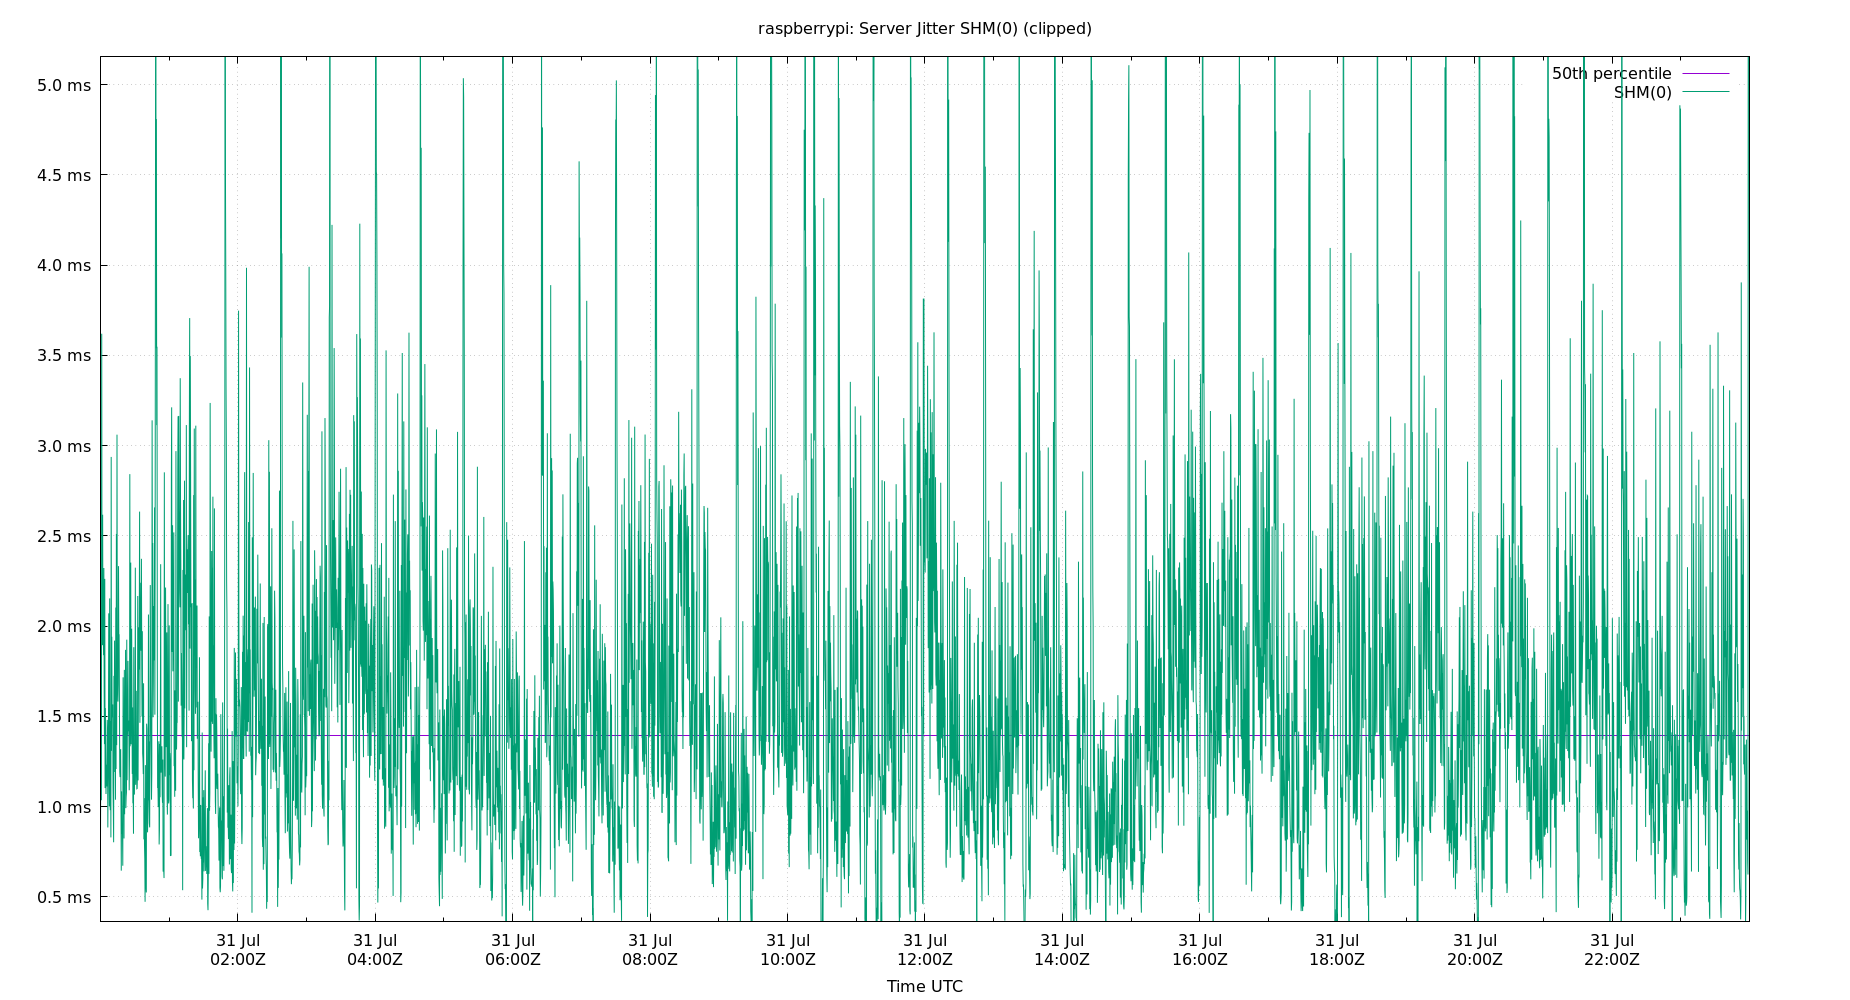 raspberrypi: Server Jitter SHM(0) (clipped)
50th percentile
SHM(0)
5.0 ms
4.5 ms
4.0 ms
3.5 ms
3.0 ms
2.5 ms
2.0 ms
1.5 ms
1.0 ms
0.5 ms
31 Jul 31 Jul 31 Jul 31 Jul 31 Jul 31 Jul 31 Jul 31 Jul 31 Jul 31 Jul 31 Jul
02:00Z 04:00Z 06:00Z 08:00Z 10:00Z 12:00Z 14:00Z 16:00Z 18:00Z 20:00Z 22:00Z
Time UTC